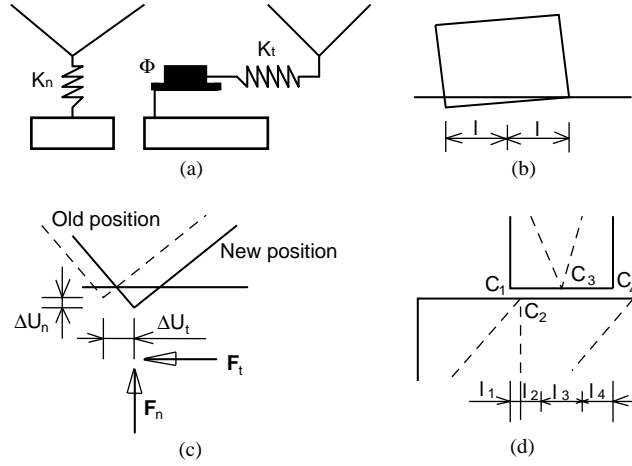 Kn
Φ
Kt
(a)
l
l
(b)
Old position
New position
ΔUn
ΔUt
Ft
Fn
(c)
C1
C3
C4
C2
l1
l2
l3
l4
(d)